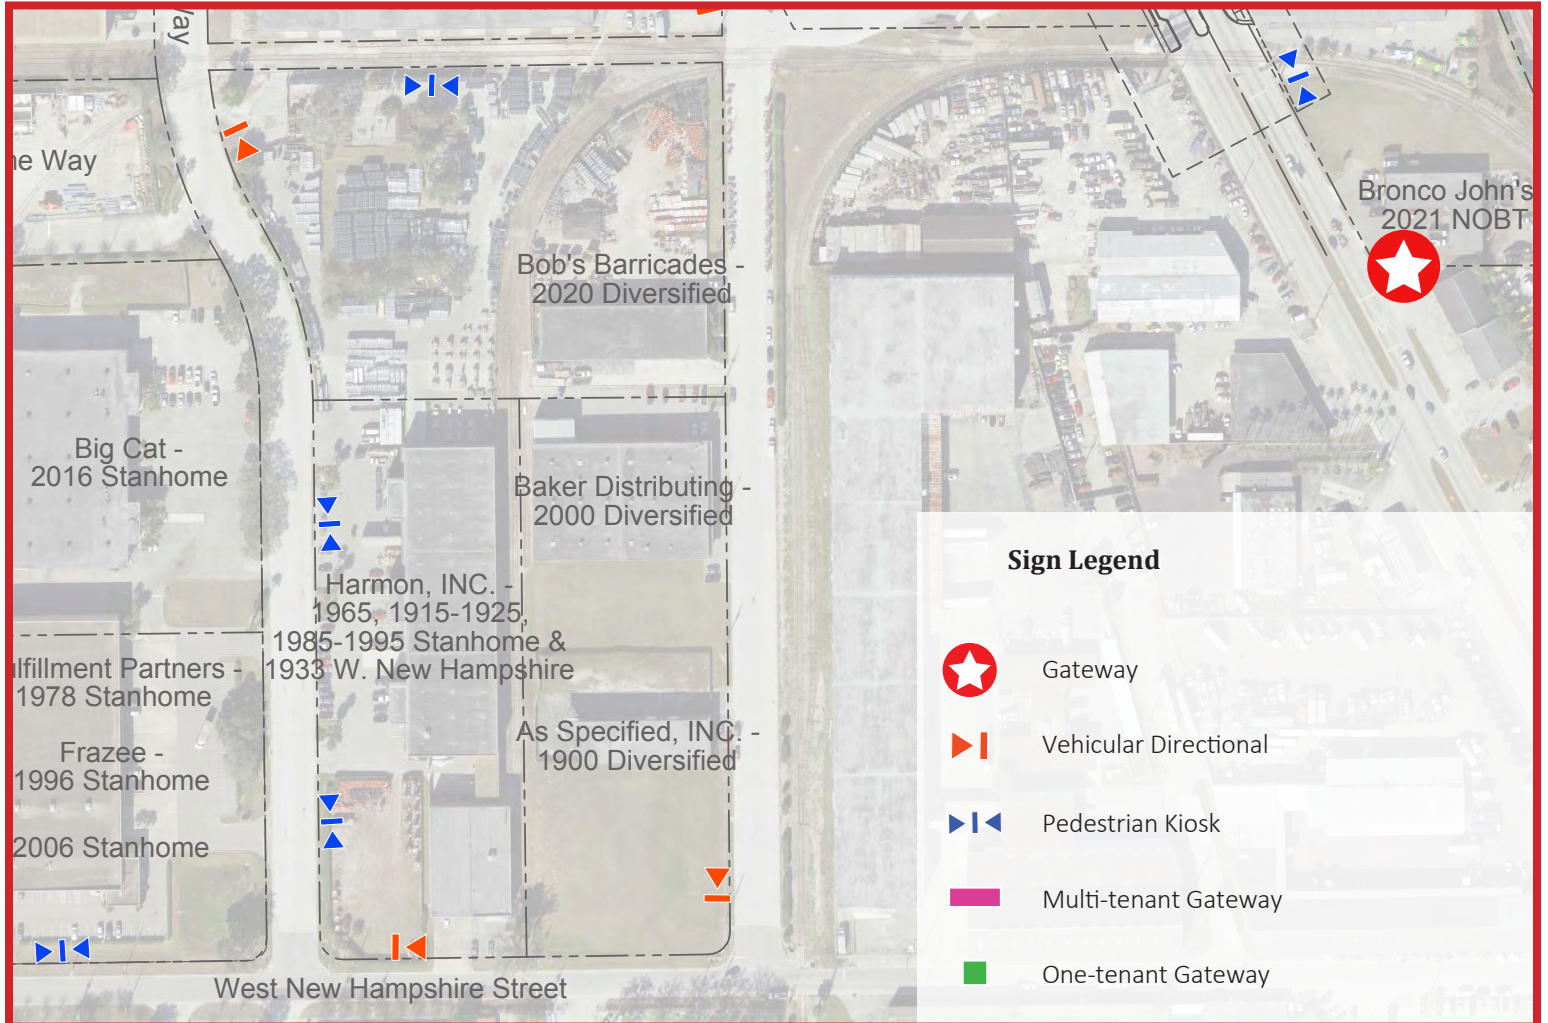 Way
ne Way
Bronco John's
2021 NOBT
Bob's Barricades -
2020 Diversified
Big Cat -
2016 Stanhome
Baker Distributing -
2000 Diversified
Harmon, INC. -
1965, 1915-1925,
1985-1995 Stanhome &
1933 W. New Hampshire
ulfillment Partners -
1978 Stanhome
Frazee -
1996 Stanhome
2006 Stanhome
As Specified, INC. -
1900 Diversified
West New Hampshire Street
Sign Legend
Gateway
Vehicular Directional
Pedestrian Kiosk
Multi-tenant Gateway
One-tenant Gateway